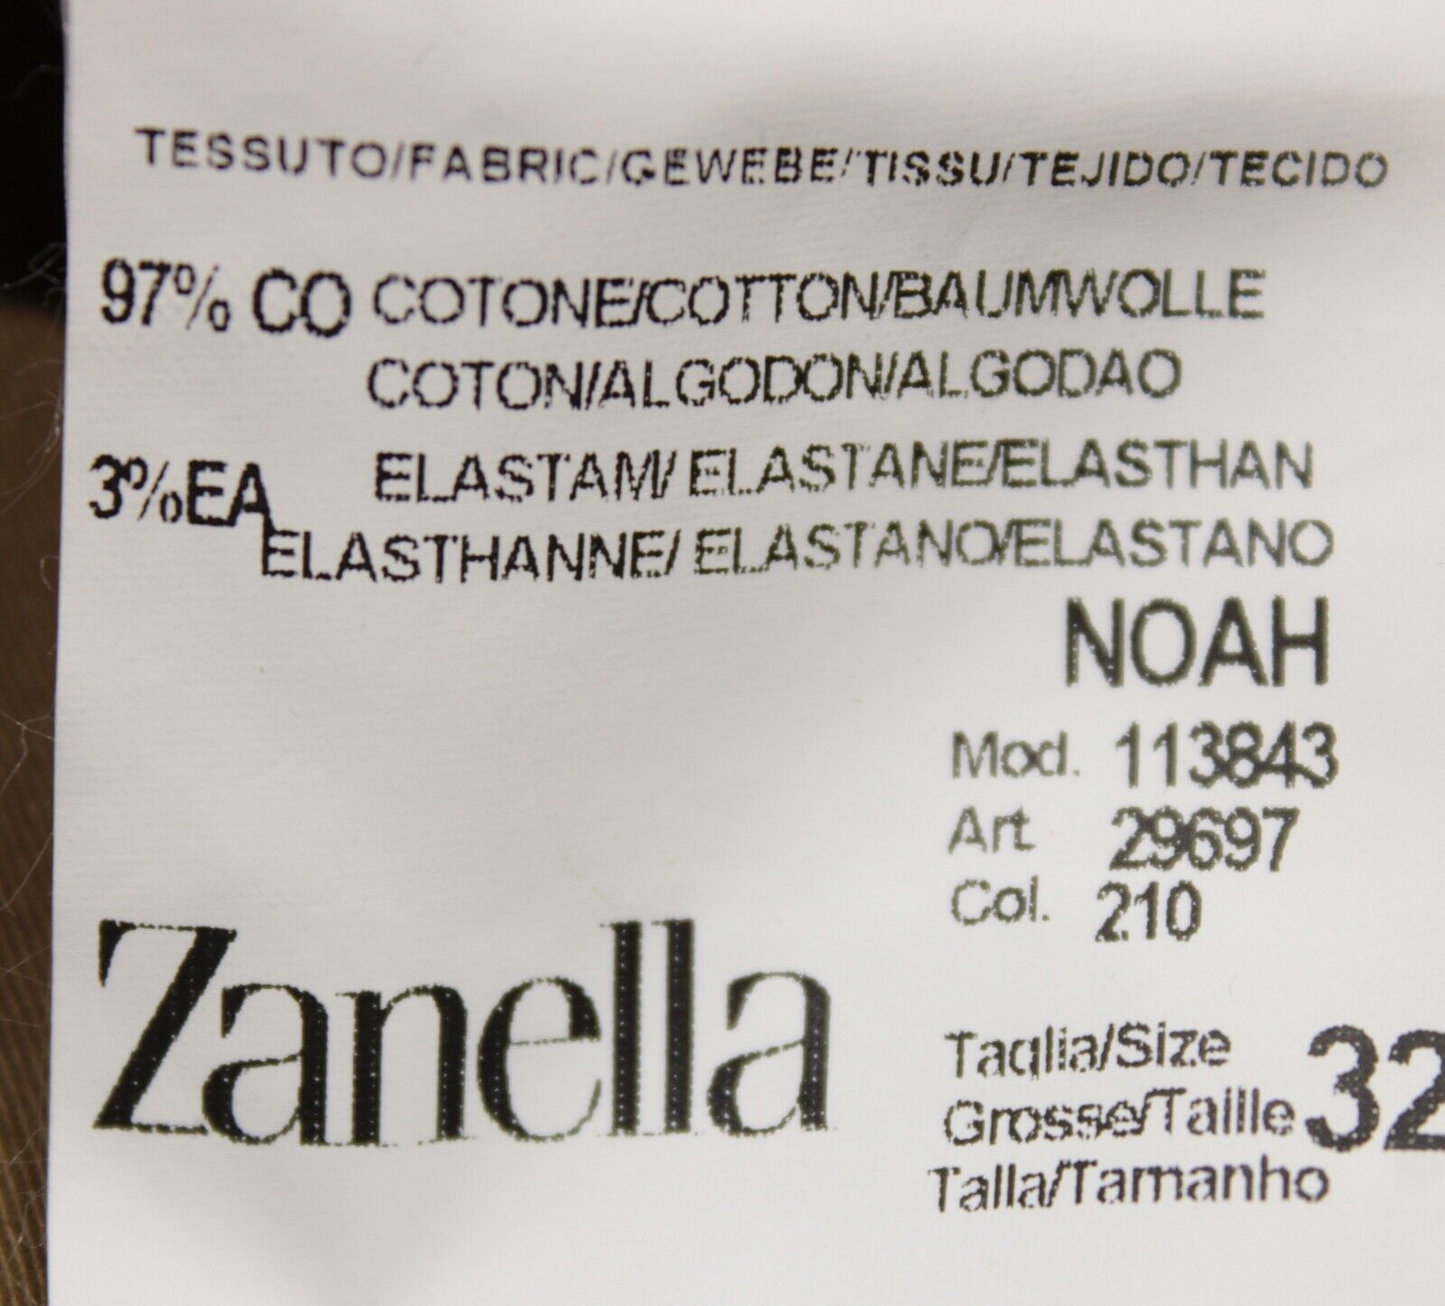 TESSUTO/FABRIC/GEWEBE/TISSU/TEJIDO/TECIDO
97% CO COTONE/COTTON/BAUMWOLLE
COTON/ALGODON/ALGODAO
3%EA ELASTAM/ ELASTANE/ELASTHAN
ELASTHANNE/ ELASTANO/ELASTANO
NOAH
Mod. 113843
Art 29697
Col. 210
Zanella
Taglia/Size
Grosse/Taille 32
Talla/Tamanho